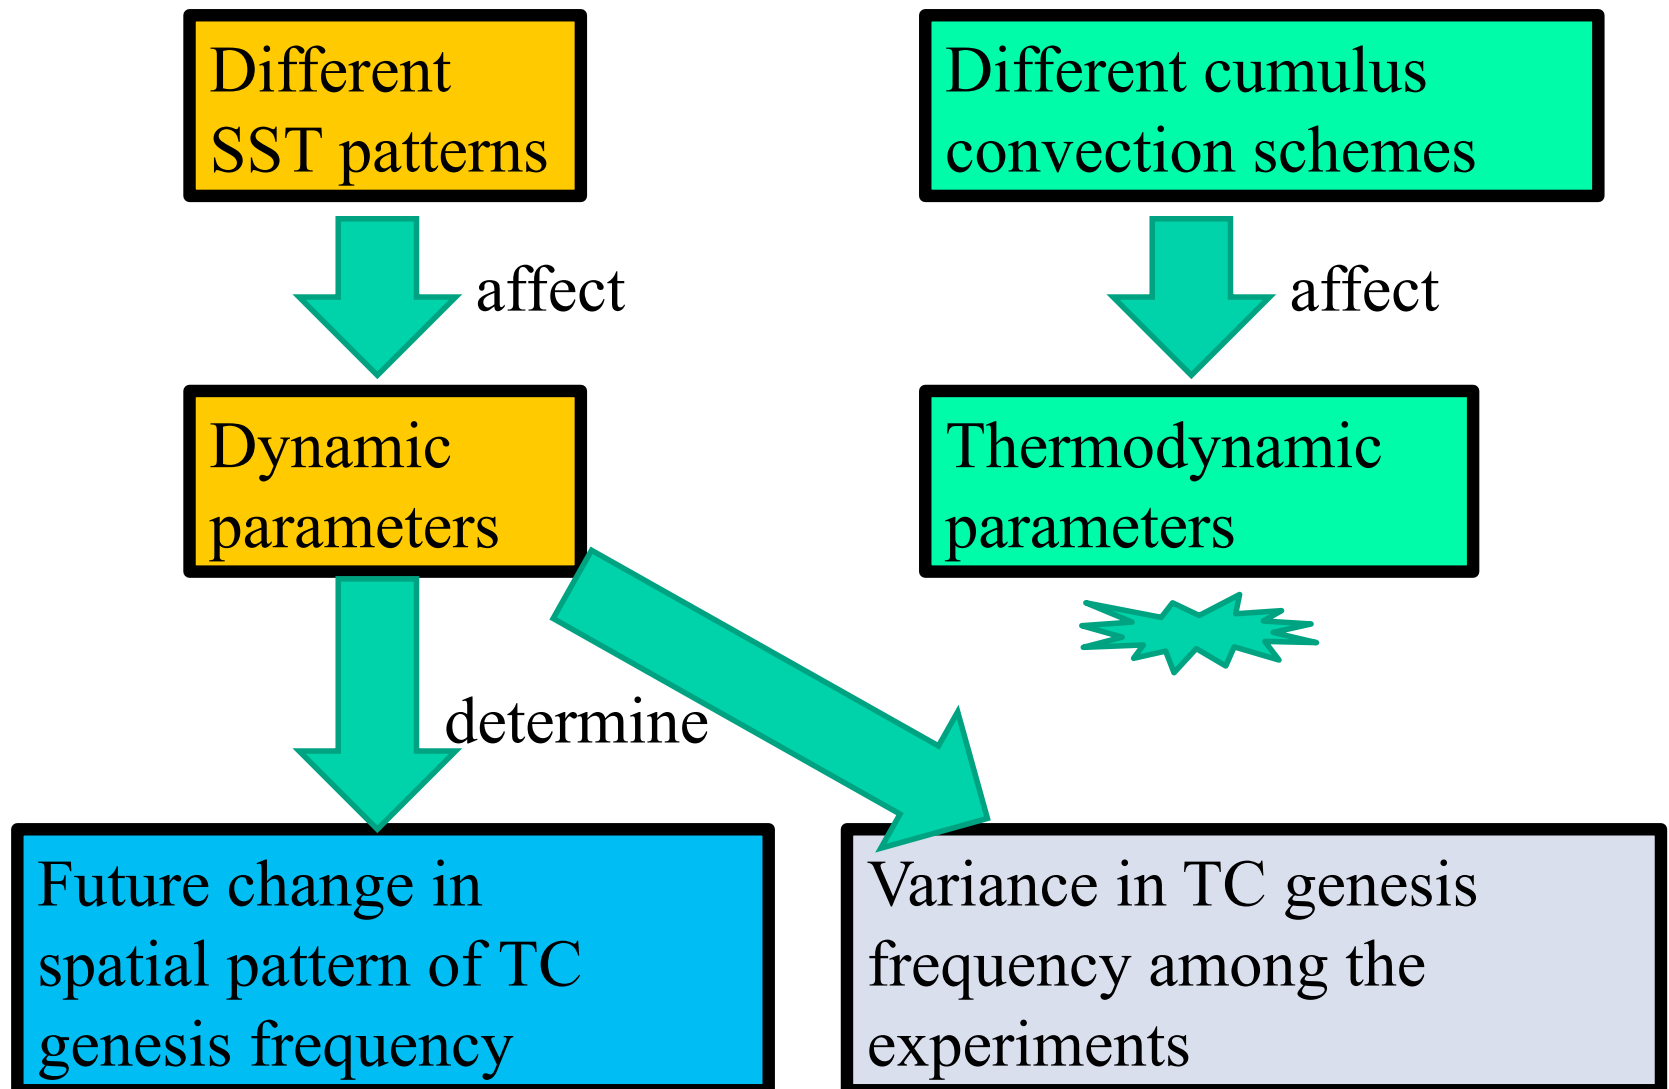 Different
SST patterns
Different cumulus
convection schemes
affect
affect
Dynamic
parameters
Thermodynamic
parameters
determine
Future change in
spatial pattern of TC
genesis frequency
Variance in TC genesis
frequency among the
experiments